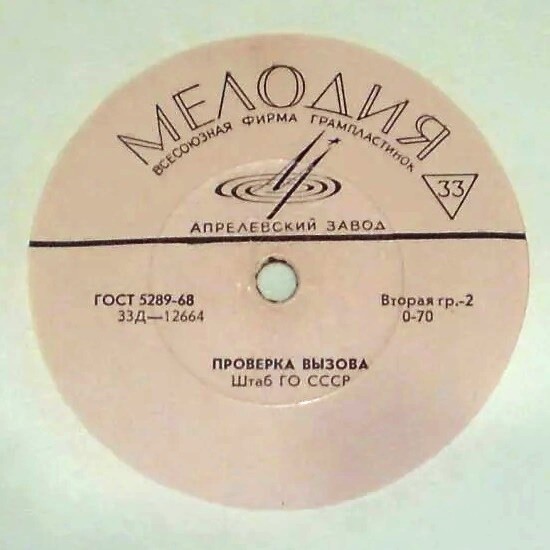 МЕЛОДИЯ
ВСЕСОЮЗНАЯ ФИРМА ГРАМПЛАСТИНОК
33
АПРЕЛЕВСКИЙ ЗАВОД
ГОСТ 5289-68
33Д—12664
Вторая гр.-2
0-70
ПРОВЕРКА ВЫЗОВА
Штаб ГО СССР